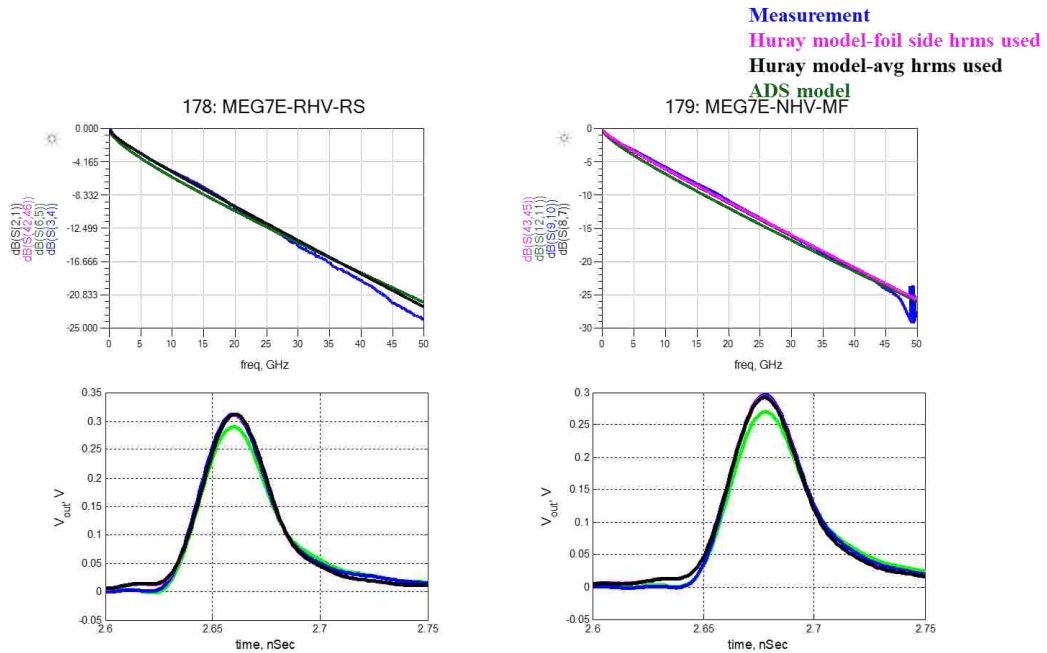 Measurement
Huray model-foil side hrms used
Huray model-avg hrms used
ADS model
178: MEG7E-RHV-RS
0.000
-4.165
-8.332
-12.499
-16.666
-20.833
-25.000
dB(S(2,1))
dB(S(42,46))
dB(S(6,5))
dB(S(3,4))
0 5 10 15 20 25 30 35 40 45 50
freq, GHz
179: MEG7E-NHV-MF
0
-5
-10
-15
-20
-25
-30
dB(S(43,45))
dB(S(12,11))
dB(S(9,10))
dB(S(8,7))
0 5 10 15 20 25 30 35 40 45 50
freq, GHz
0.35
0.3
0.25
0.2
0.15
0.1
0.05
0
-0.05
Vout, V
2.6 2.65 2.7 2.75
time, nSec
0.3
0.25
0.2
0.15
0.1
0.05
0
-0.05
Vout, V
2.6 2.65 2.7 2.75
time, nSec